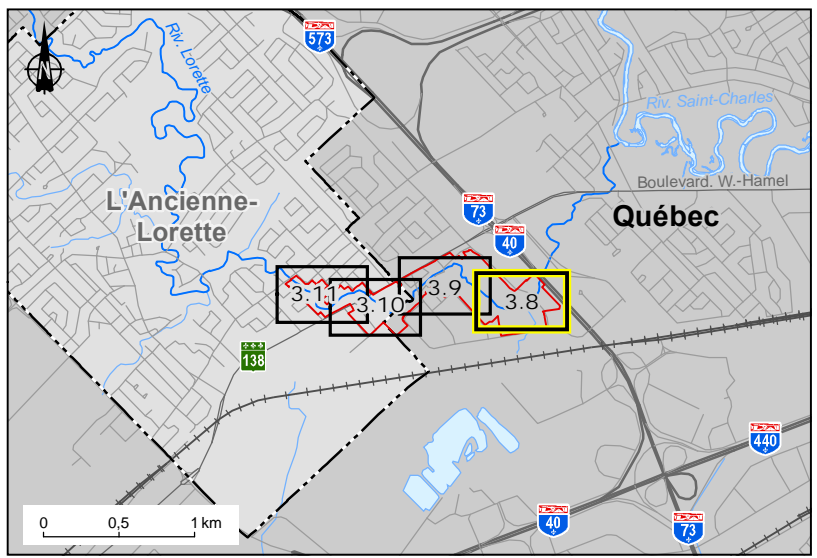 573
Riv. Lorette
N
Riv. Saint-Charles
Boulevard. W.-Hamel
L'Ancienne-
Lorette
73
Québec
40
3.11
3.10
3.9
3.8
138
440
0 0,5 1 km
40
73